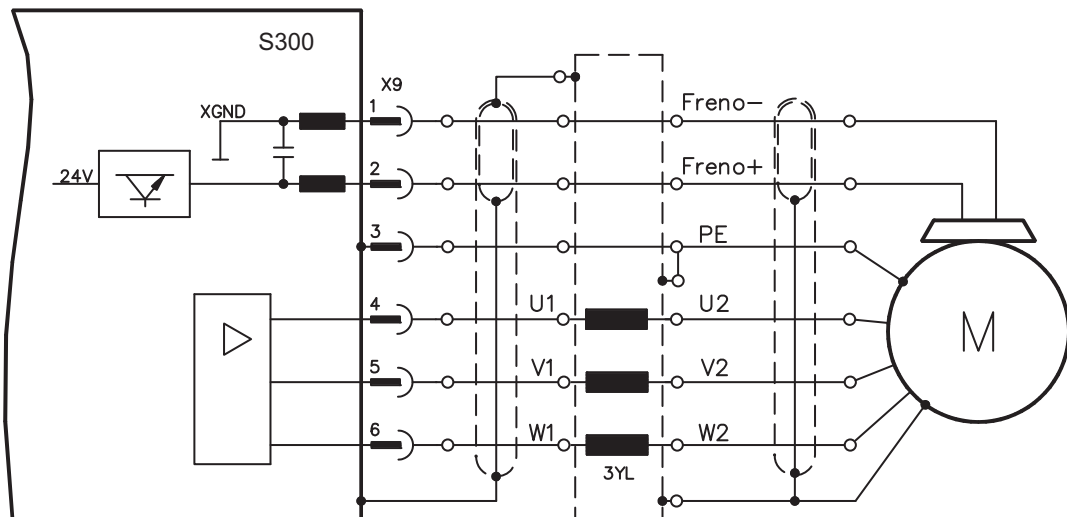 S300
X9
1
Freno-
XGND
2
Freno+
24V
3
PE
4
U1
U2
M
5
V1
V2
6
W1
W2
3YL